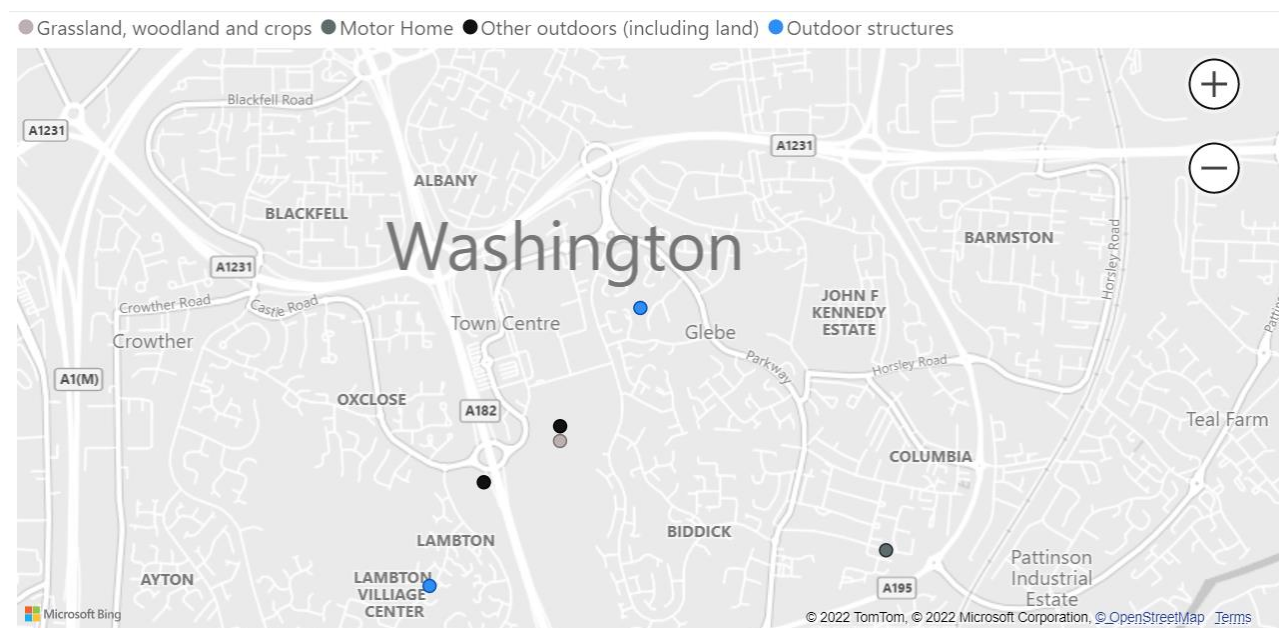 Grassland, woodland and crops Motor Home Other outdoors (including land) Outdoor structures
Blackfell Road
A1231
A1231
ALBANY
BLACKFELL
Washington
BARMSTON
Horsley Road
A1231
Crowther Road
Castle Road
JOHN F
KENNEDY
ESTATE
Town Centre
Glebe
Crowther
Parkway
Horsley Road
A1(M)
OXCLOSE
A182
Teal Farm
COLUMBIA
BIDDICK
LAMBTON
AYTON
LAMBTON
VILLIAGE
CENTER
A195
Pattinson
Industrial
Estate
Microsoft Bing
© 2022 TomTom, © 2022 Microsoft Corporation, © OpenStreetMap Terms